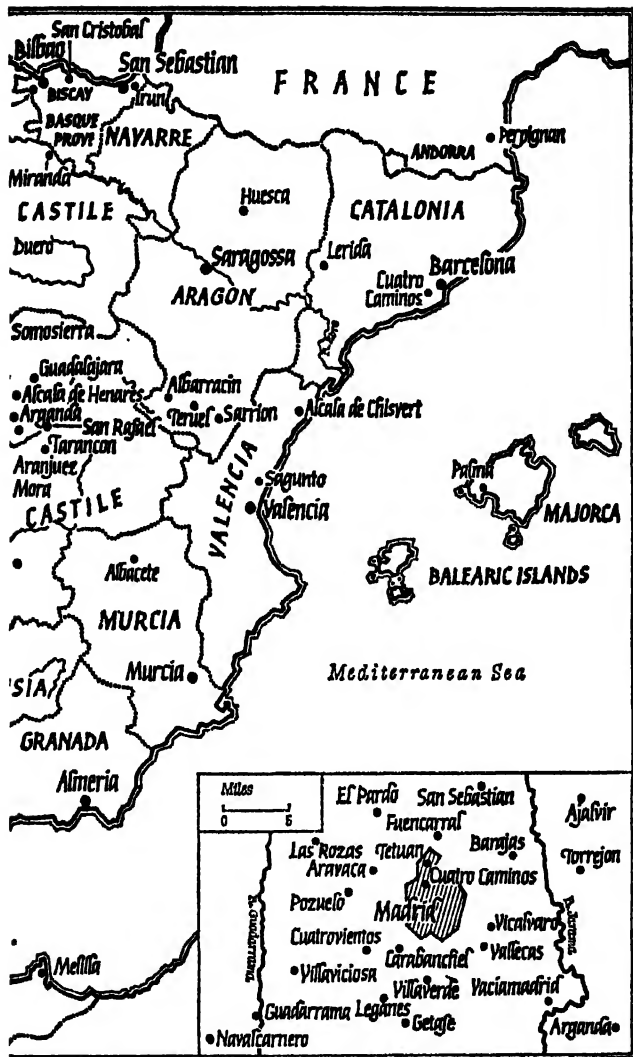 San Cristobal
Bilbao
San Sebastian
FRANCE
BISCAY
Irun
BASQUE
PROVˢ
NAVARRE
ANDORRA
Perpignan
Miranda
Huesca
CASTILE
CATALONIA
Duero
Saragossa
Lerida
Barcelona
Cuatro
Caminos
ARAGON
Somosierra
Guadalajara
Albarracin
Alcala de Henares
Arganda
San Rafael
Teruel
Sarrion
Alcala de Chisvert
Tarancon
Aranjuee
Mora
CASTILE
VALENCIA
Sagunto
Valencia
Palma
MAJORCA
BALEARIC ISLANDS
Albacete
MURCIA
Murcia
Mediterranean Sea
SIA
GRANADA
Almeria
Melilla
Miles
0 5
El Pardo
San Sebastian
Fuencarral
Ajalvir
Las Rozas
Tetuan
Barajas
Aravaca
Cuatro Caminos
Torrejon
Pozuelo
Madrid
R. Guadarrama
R. Jarama
Vicalvaro
Cuatrovientos
Carabanchel
Vallecas
Villaviciosa
Villaverde
Vaciamadrid
Guadarrama
Leganes
Getafe
Arganda
Navalcarnero